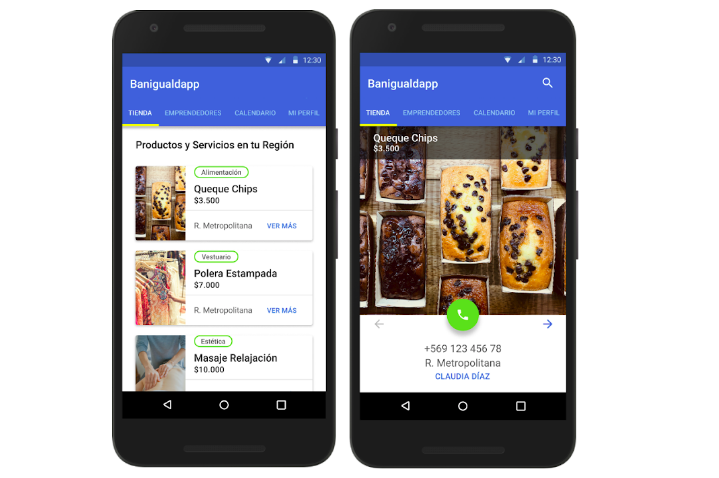 12:30
Banigualdapp
TIENDA EMPRENDEDORES CALENDARIO MI PERFIL
Productos y Servicios en tu Región
Alimentación
Queque Chips
$3.500
R. Metropolitana VER MÁS
Vestuario
Polera Estampada
$7.000
R. Metropolitana VER MÁS
Estética
Masaje Relajación
$10.000
12:30
Banigualdapp
TIENDA EMPRENDEDORES CALENDARIO MI PERFIL
Queque Chips
$3.500
+569 123 456 78
R. Metropolitana
CLAUDIA DÍAZ